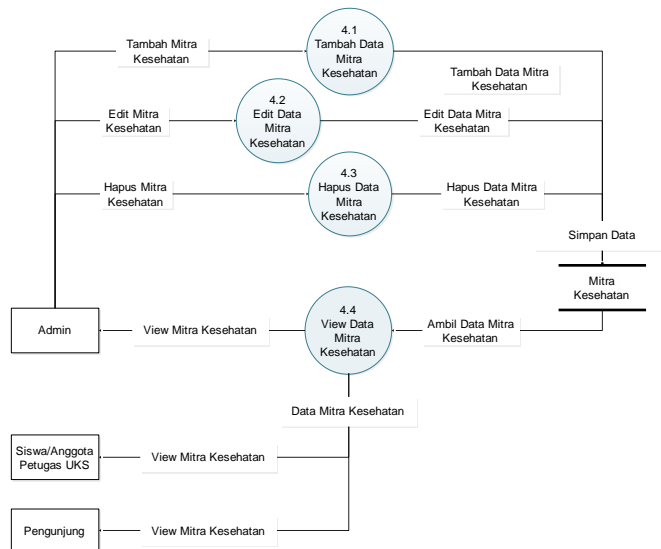 4.1
Tambah Data
Mitra
Kesehatan
Tambah Mitra
Kesehatan
Tambah Data Mitra
Kesehatan
4.2
Edit Data
Mitra
Kesehatan
Edit Mitra
Kesehatan
Edit Data Mitra
Kesehatan
4.3
Hapus Data
Mitra
Kesehatan
Hapus Mitra
Kesehatan
Hapus Data Mitra
Kesehatan
Simpan Data
Mitra
Kesehatan
Admin
View Mitra Kesehatan
4.4
View Data
Mitra
Kesehatan
Ambil Data Mitra
Kesehatan
Data Mitra Kesehatan
Siswa/Anggota
Petugas UKS
View Mitra Kesehatan
Pengunjung
View Mitra Kesehatan